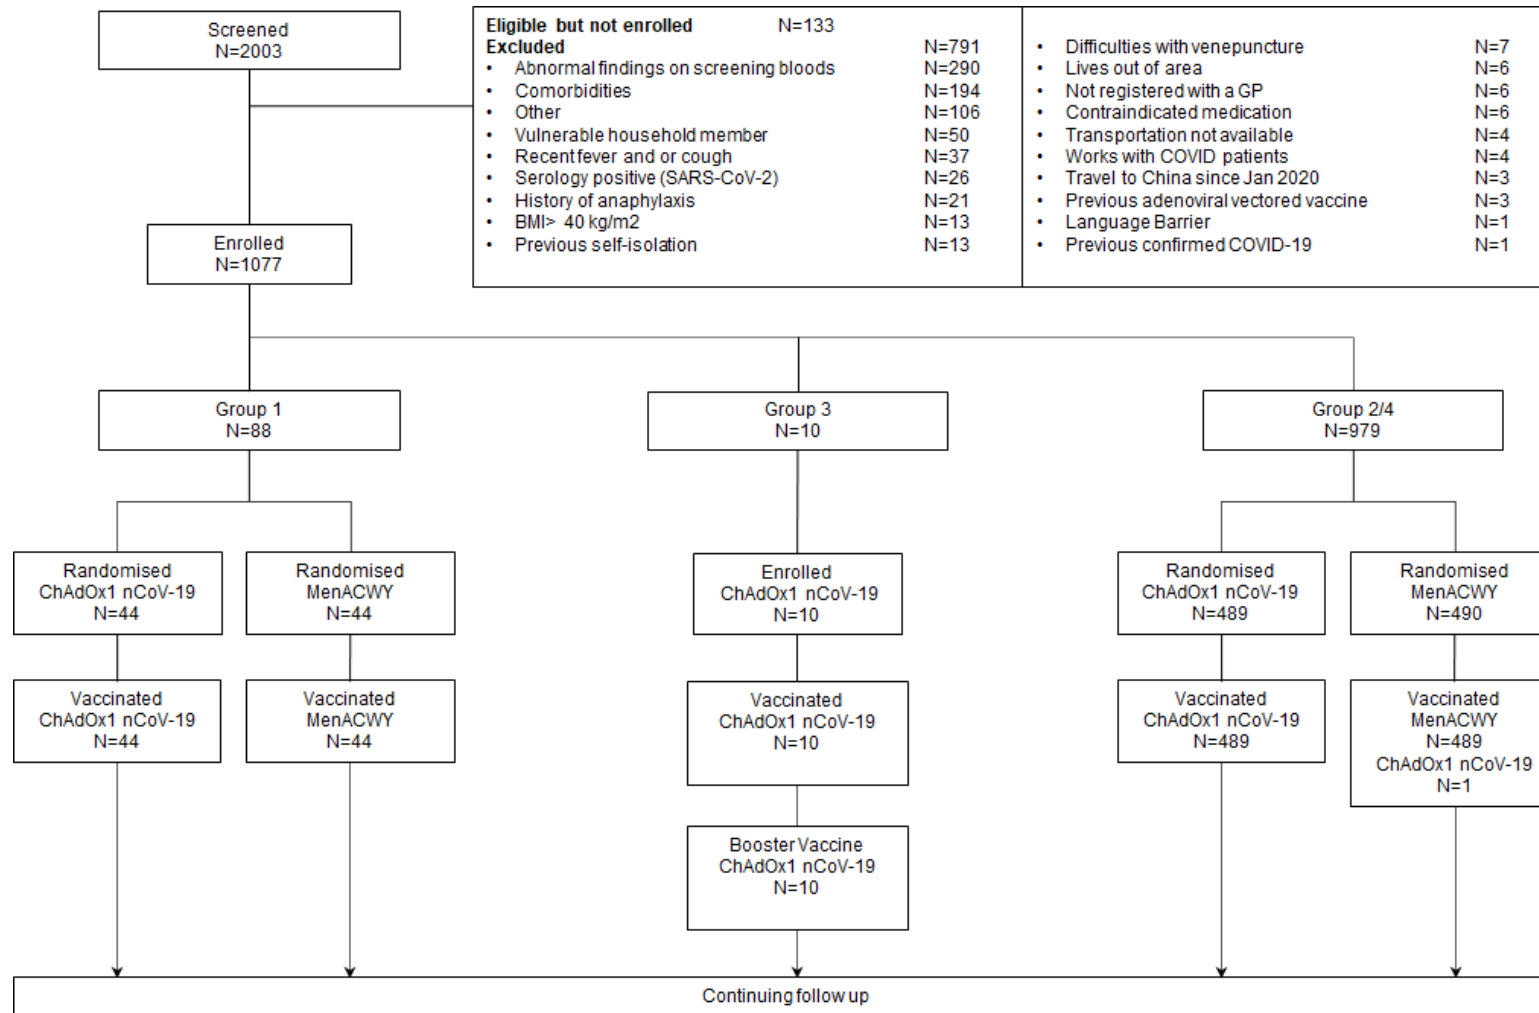 Screened
N=2003
Eligible but not enrolled N=133
Excluded N=791
• Abnormal findings on screening bloods N=290
• Comorbidities N=194
• Other N=106
• Vulnerable household member N=50
• Recent fever and or cough N=37
• Serology positive (SARS-CoV-2) N=26
• History of anaphylaxis N=21
• BMI> 40 kg/m2 N=13
• Previous self-isolation N=13
• Difficulties with venepuncture N=7
• Lives out of area N=6
• Not registered with a GP N=6
• Contraindicated medication N=6
• Transportation not available N=4
• Works with COVID patients N=4
• Travel to China since Jan 2020 N=3
• Previous adenoviral vectored vaccine N=3
• Language Barrier N=1
• Previous confirmed COVID-19 N=1
Enrolled
N=1077
Group 1
N=88
Group 3
N=10
Group 2/4
N=979
Randomised
ChAdOx1 nCoV-19
N=44
Randomised
MenACWY
N=44
Enrolled
ChAdOx1 nCoV-19
N=10
Randomised
ChAdOx1 nCoV-19
N=489
Randomised
MenACWY
N=490
Vaccinated
ChAdOx1 nCoV-19
N=44
Vaccinated
MenACWY
N=44
Vaccinated
ChAdOx1 nCoV-19
N=10
Vaccinated
ChAdOx1 nCoV-19
N=489
Vaccinated
MenACWY
N=489
ChAdOx1 nCoV-19
N=1
Booster Vaccine
ChAdOx1 nCoV-19
N=10
Continuing follow up